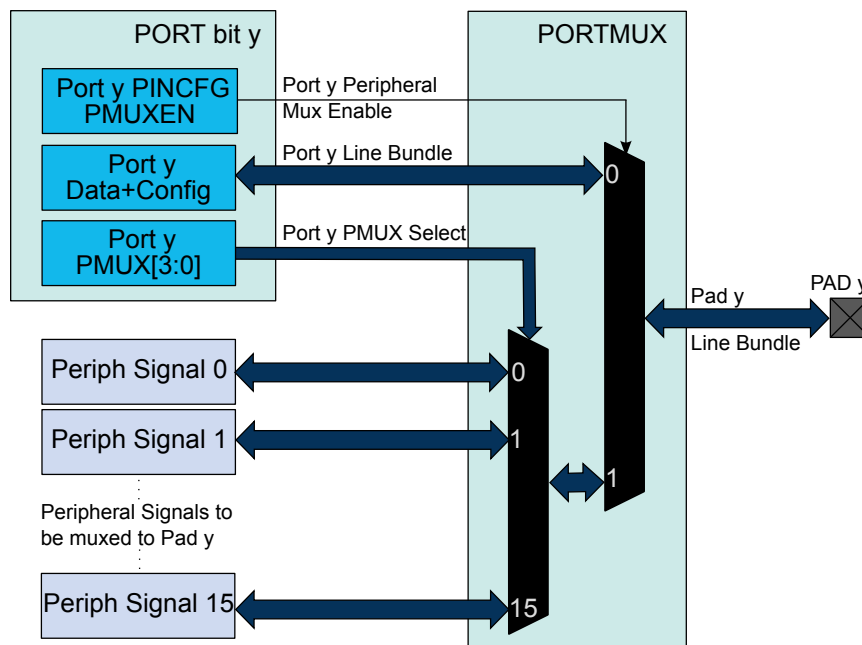 PORT bit y
PORTMUX
Port y PINCFG
PMUXEN
Port y Peripheral
Mux Enable
Port y
Data+Config
Port y Line Bundle
0
Port y
PMUX[3:0]
Port y PMUX Select
Pad y
Line Bundle
PAD y
Periph Signal 0
0
Periph Signal 1
1
1
Peripheral Signals to
be muxed to Pad y
Periph Signal 15
15